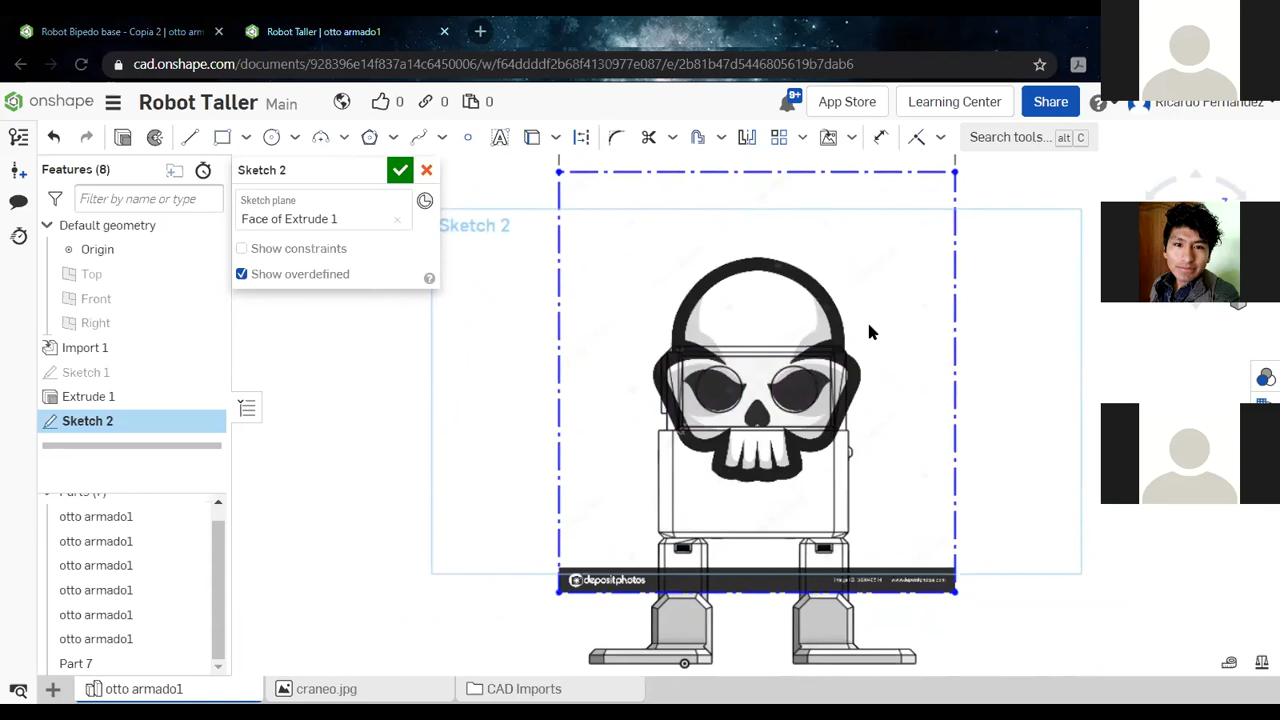 Robot Bipedo base - Copia 2 | otto arm
Robot Taller | otto armado1
cad.onshape.com/documents/928396e14f837a14c6450006/w/f64ddddf2b68f4130977f6fc/e/2b81b47d5446805619b7dab6
onshape
Robot Taller Main
0
0
0
9+
App Store
Learning Center
Share
Ricardo Fernandez
Search tools...
alt
C
Features (8)
Filter by name or type
Default geometry
Origin
Top
Front
Right
Import 1
Sketch 1
Extrude 1
Sketch 2
Sketch 2
Sketch plane
Face of Extrude 1
Show constraints
Show overdefined
Sketch 2
depositphotos
otto armado1
otto armado1
otto armado1
otto armado1
otto armado1
otto armado1
Part 7
otto armado1
craneo.jpg
CAD Imports